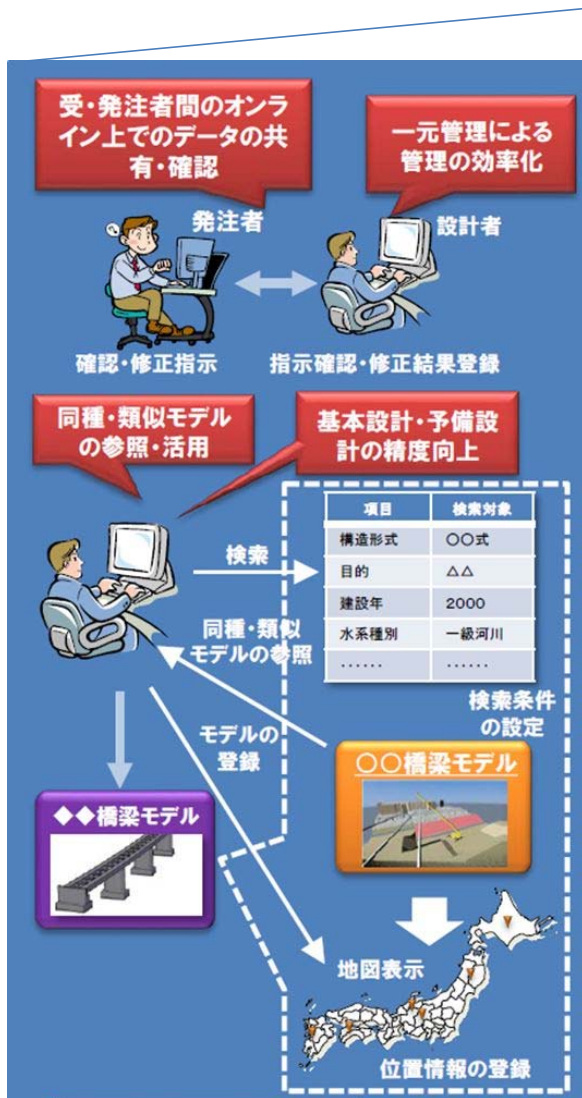 受・発注者間のオンラ
イン上でのデータの共
有・確認
一元管理による
管理の効率化
発注者
設計者
確認・修正指示
指示確認・修正結果登録
同種・類似モデル
の参照・活用
基本設計・予備設
計の精度向上
項目 検索対象
構造形式 〇〇式
目的 △△
建設年 2000
水系種別 一級河川
‥‥‥ ‥‥‥
検索
同種・類似
モデルの参照
検索条件
の設定
モデルの
登録
〇〇橋梁モデル
◆◆橋梁モデル
地図表示
位置情報の登録